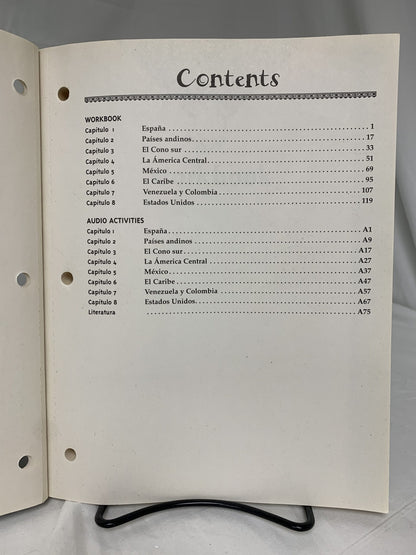 Contents
WORKBOOK
Capítulo 1 España 1
Capítulo 2 Países andinos 17
Capítulo 3 El Cono sur 33
Capítulo 4 La Ámerica Central 51
Capítulo 5 México 69
Capítulo 6 El Caribe 95
Capítulo 7 Venezuela y Colombia 107
Capítulo 8 Estados Unidos 119
AUDIO ACTIVITIES
Capítulo 1 España A1
Capítulo 2 Países andinos A9
Capítulo 3 El Cono sur A17
Capítulo 4 La Ámerica Central A27
Capítulo 5 México A37
Capítulo 6 El Caribe A47
Capítulo 7 Venezuela y Colombia A57
Capítulo 8 Estados Unidos A67
Literatura A75